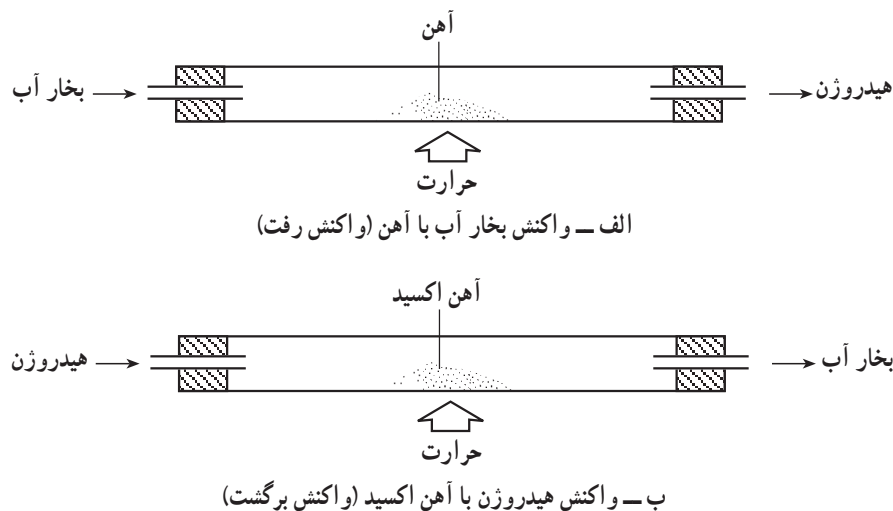 آهن
بخار آب
هیدروژن
حرارت
الف ــ واکنش بخار آب با آهن (واکنش رفت)
آهن اکسید
هیدروژن
بخار آب
حرارت
ب ــ واکنش هیدروژن با آهن اکسید (واکنش برگشت)